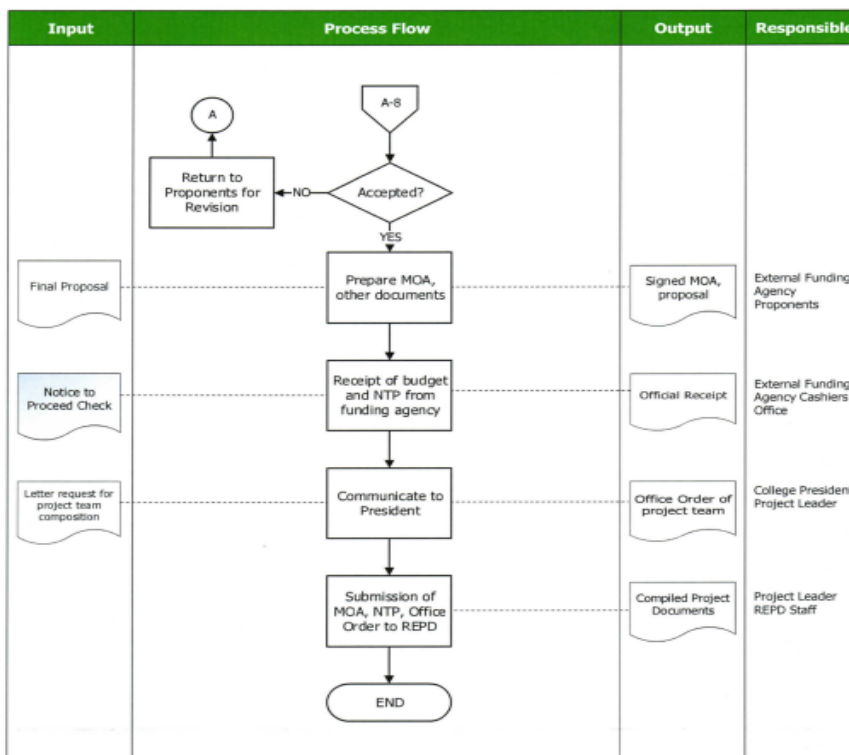 Input
Process Flow
Output
Responsible
A
A-8
Return to
Proponents for
Revision
NO
Accepted?
YES
Final Proposal
Prepare MOA,
other documents
Signed MOA,
proposal
External Funding
Agency
Proponents
Notice to
Proceed Check
Receipt of budget
and NTP from
funding agency
Official Receipt
External Funding
Agency Cashiers
Office
Letter request for
project team
composition
Communicate to
President
Office Order of
project team
College President
Project Leader
Submission of
MOA, NTP, Office
Order to REPD
Compiled Project
Documents
Project Leader
REPD Staff
END